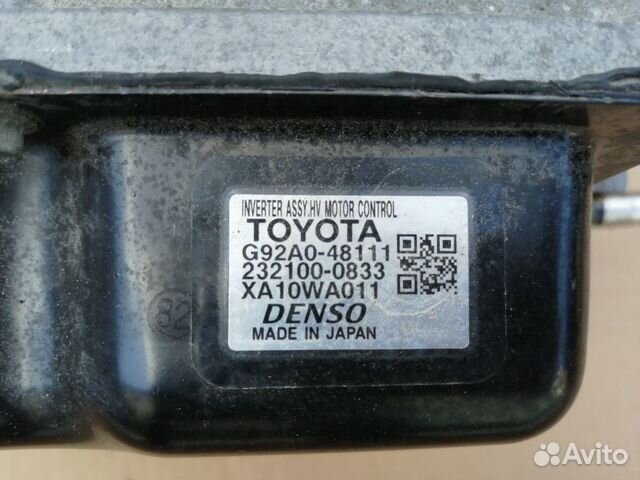 INVERTER ASSY.HV MOTOR CONTROL
TOYOTA
G92A0-48111
232100-0833
XA10WA011
DENSO
MADE IN JAPAN
82
Avito